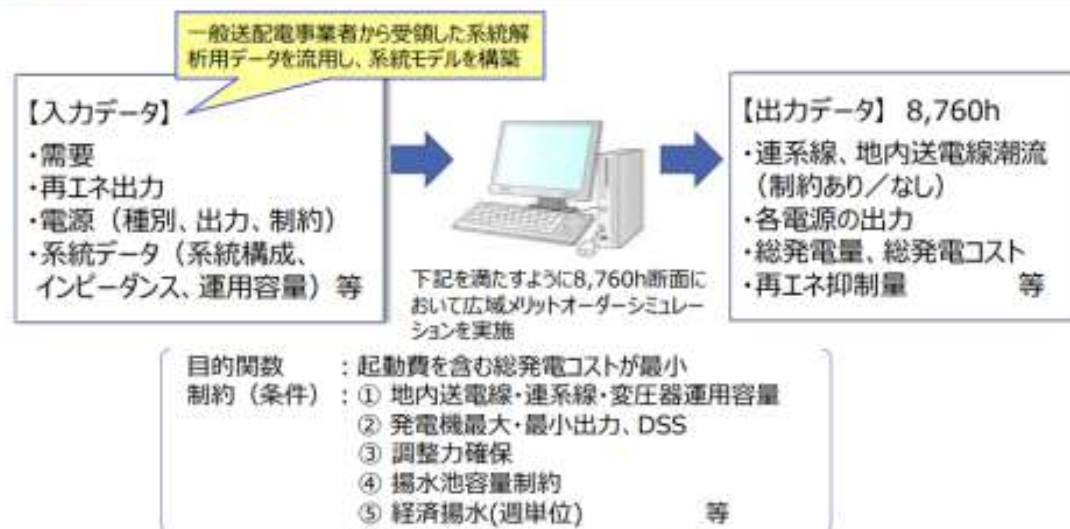 一般送配電事業者から受領した系統解
析用データを流用し、系統モデルを構築
【入力データ】
・需要
・再エネ出力
・電源（種別、出力、制約）
・系統データ（系統構成、
インピーダンス、運用容量）等
下記を満たすように8,760h断面に
おいて広域メリットオーダーシミュレー
ションを実施
【出力データ】 8,760h
・連系線、地内送電線潮流
（制約あり／なし）
・各電源の出力
・総発電量、総発電コスト
・再エネ抑制量 等
目的関数 ：起動費を含む総発電コストが最小
制約（条件）：① 地内送電線・連系線・変圧器運用容量
② 発電機最大・最小出力、DSS
③ 調整力確保
④ 揚水池容量制約
⑤ 経済揚水(週単位) 等